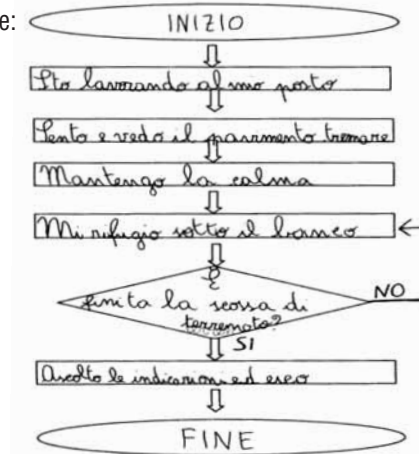 e:
INIZIO
Sto lavorando al mio posto
Sento e vedo il pavimento tremare
Mantengo la calma
Mi rifugio sotto il banco
È
finita la scossa di
terremoto?
NO
SI
Ascolto le indicazioni ed esco
FINE